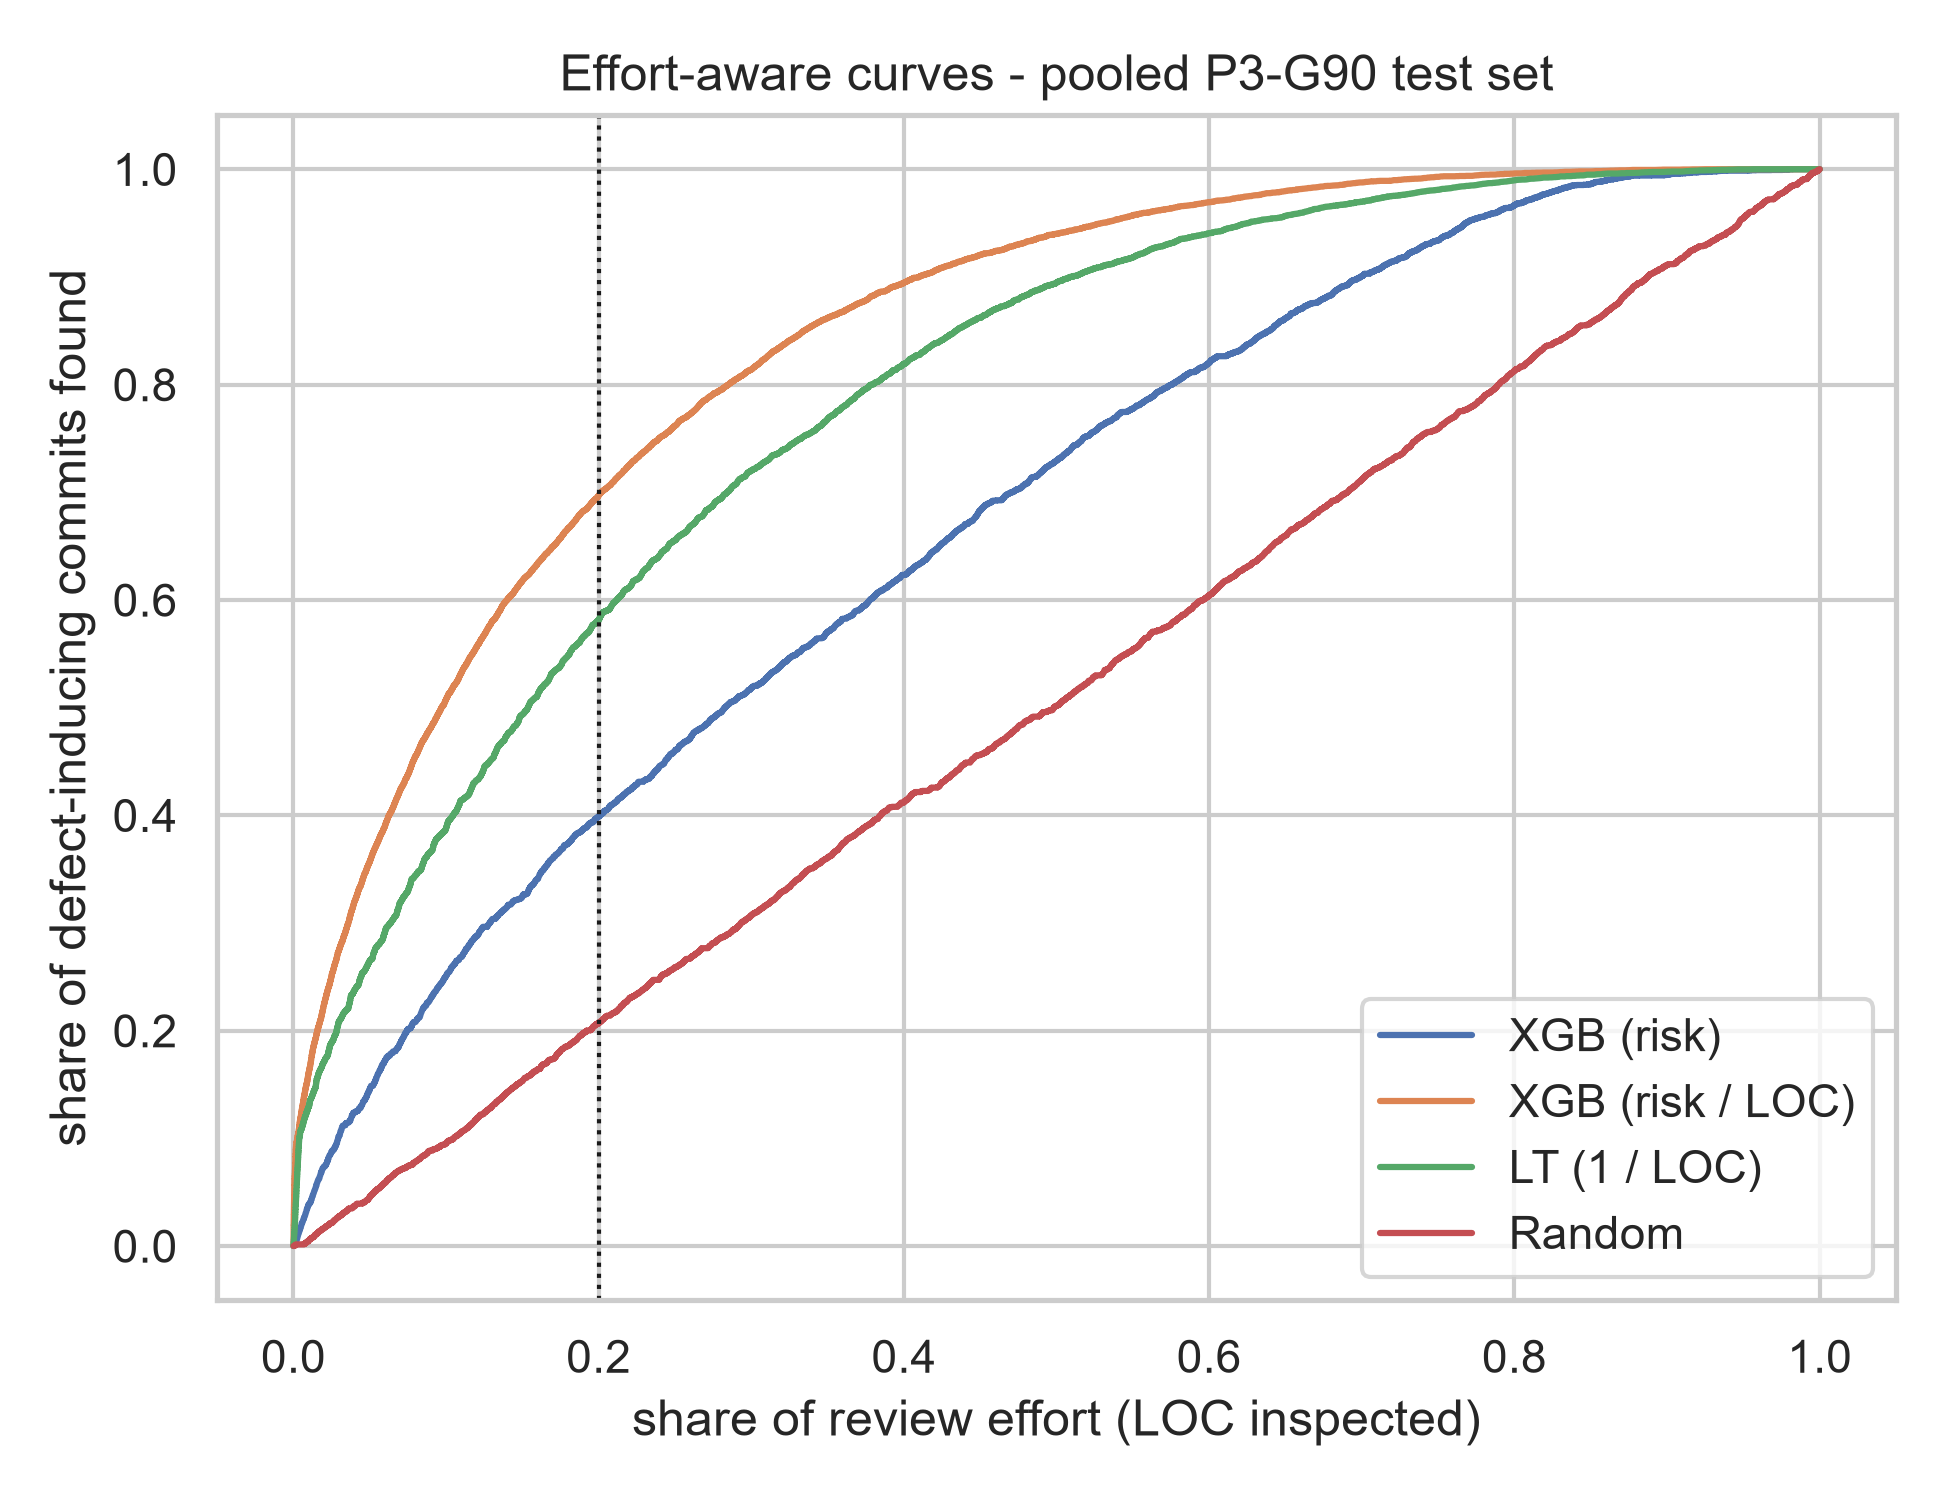 Effort-aware curves - pooled P3-G90 test set
share of defect-inducing commits found
1.0
0.8
0.6
0.4
0.2
0.0
XGB (risk)
XGB (risk / LOC)
LT (1 / LOC)
Random
0.0 0.2 0.4 0.6 0.8 1.0
share of review effort (LOC inspected)